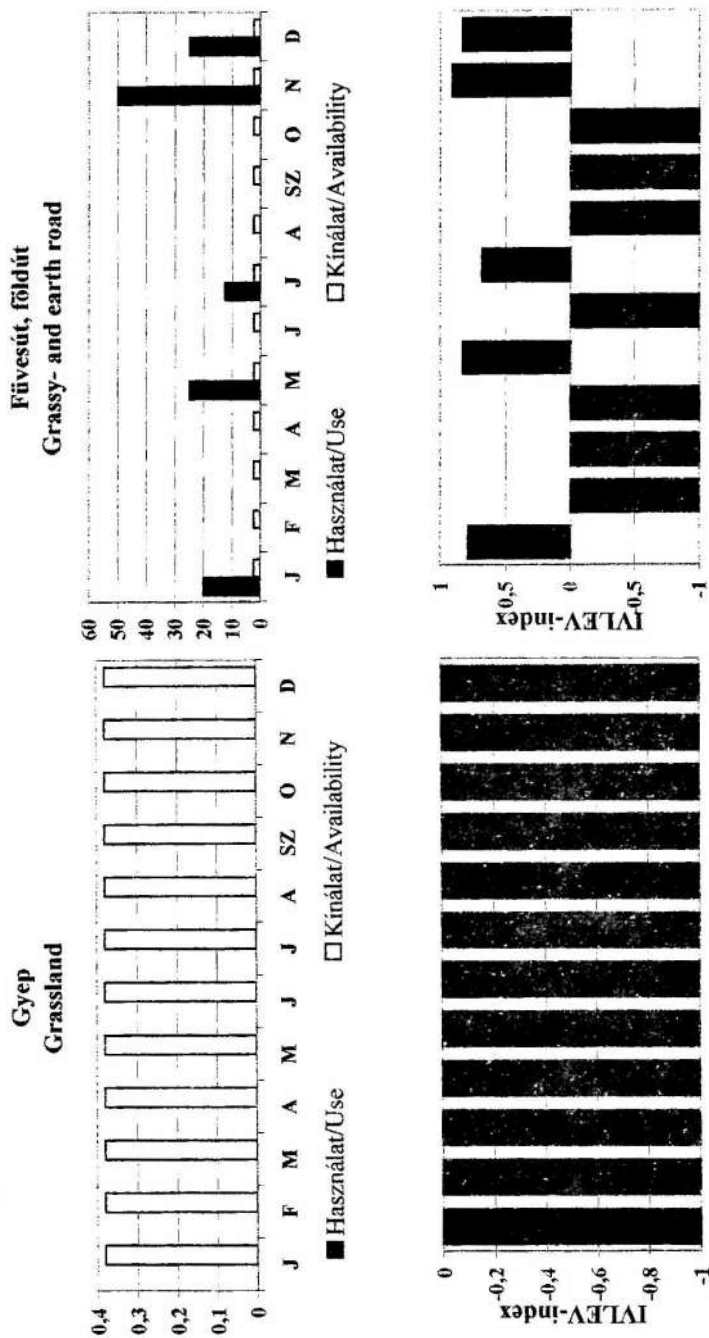 Gyep
Grassland
0,4
0,3
0,2
0,1
0
J F M A M J J A SZ O N D
Használat/Use
Kínálat/Availability
0
-0,2
-0,4
-0,6
-0,8
-1
IVLEV-index
Füvesút, földút
Grassy- and earth road
60
50
40
30
20
10
0
J F M A M J J A SZ O N D
Használat/Use
Kínálat/Availability
1
0,5
0
-0,5
-1
IVLEV-index